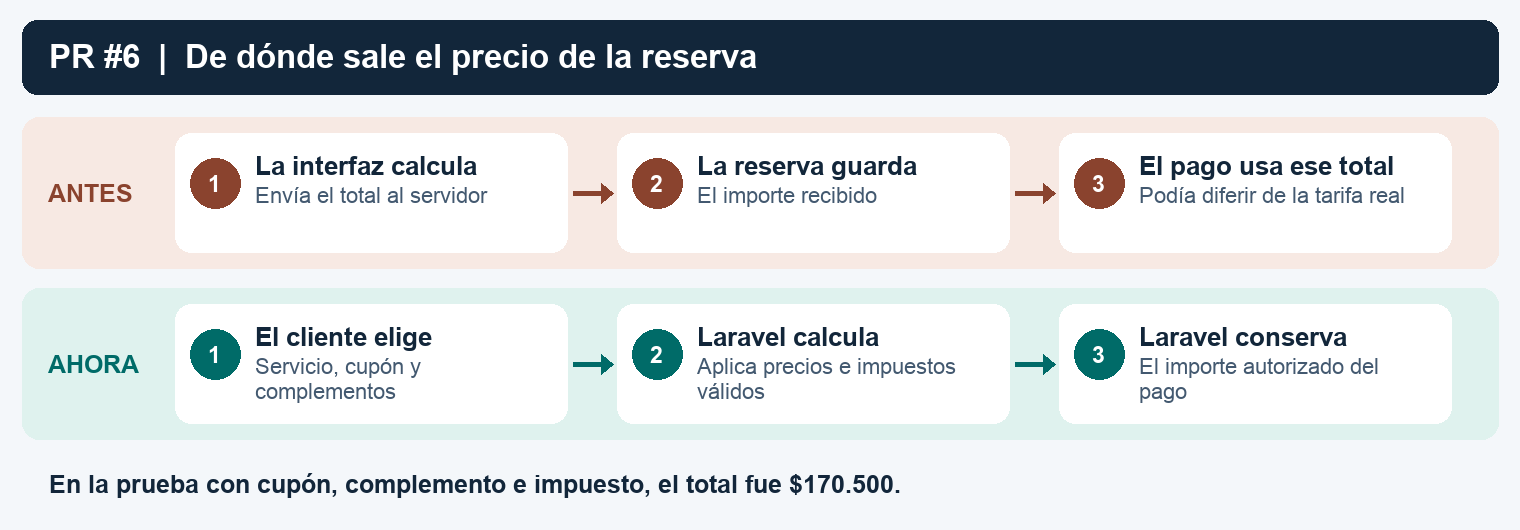 PR #6 | De dónde sale el precio de la reserva
ANTES
1
La interfaz calcula
Envía el total al servidor
2
La reserva guarda
El importe recibido
3
El pago usa ese total
Podía diferir de la tarifa real
AHORA
1
El cliente elige
Servicio, cupón y
complementos
2
Laravel calcula
Aplica precios e impuestos
válidos
3
Laravel conserva
El importe autorizado del
pago
En la prueba con cupón, complemento e impuesto, el total fue $170.500.